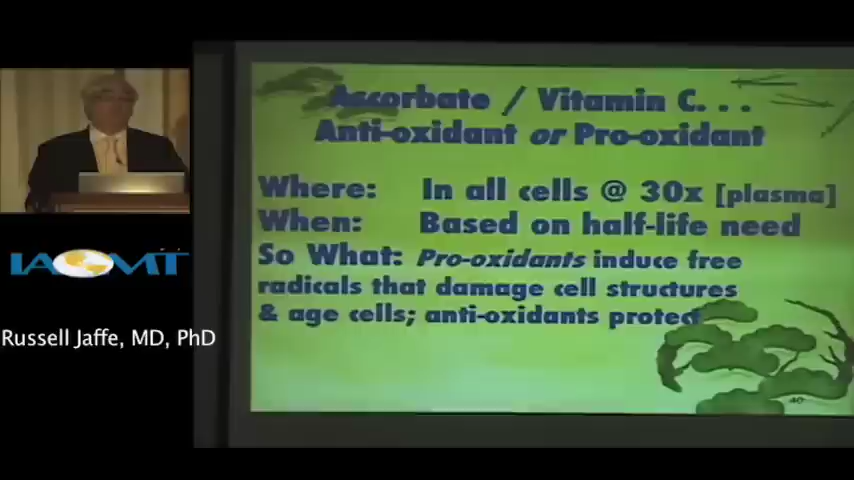 Ascorbate / Vitamin C. . .
Anti-oxidant or Pro-oxidant
Where: In all cells @ 30x [plasma]
When: Based on half-life need
So What: Pro-oxidants induce free
radicals that damage cell structures
& age cells; anti-oxidants protect
40
IAOMT
Russell Jaffe, MD, PhD